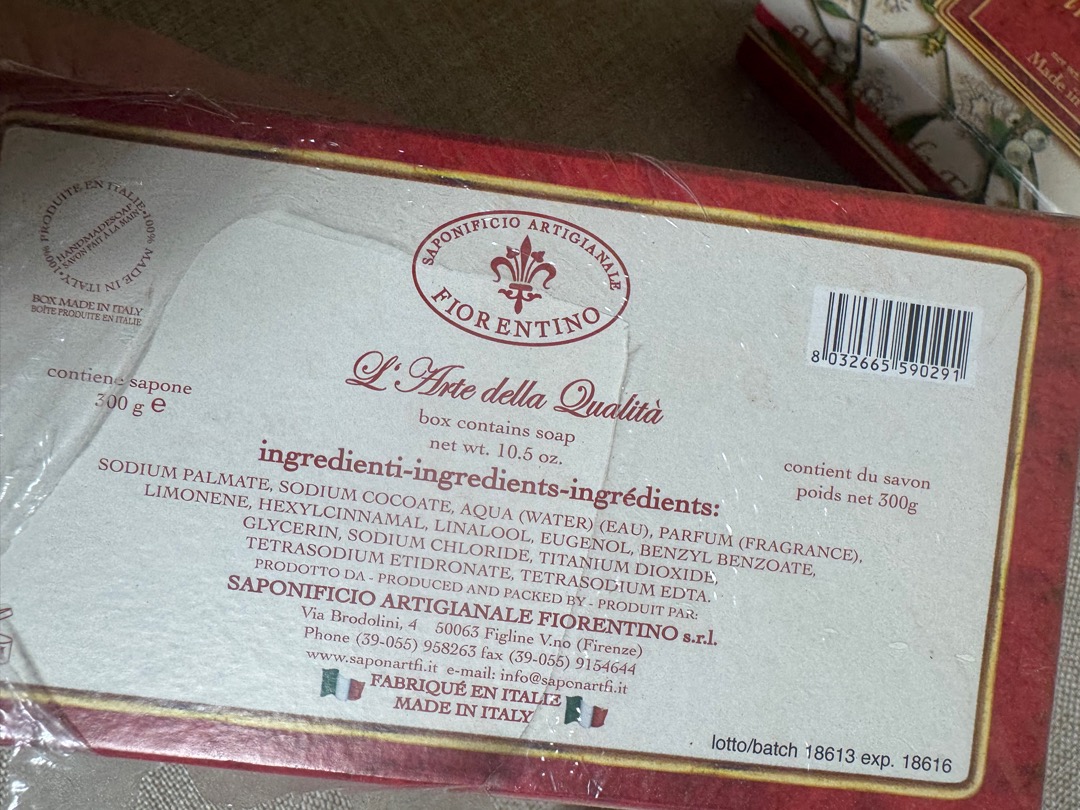 Made in
100% PRODUITE EN ITALIE • 100% MADE IN ITALY •
HANDMADESOAP
SAVON FAIT À LA MAIN
BOX MADE IN ITALY
BOÎTE PRODUITE EN ITALIE
SAPONIFICIO ARTIGIANALE
FIORENTINO
8 032665 590291
L'Arte della Qualità
contiene sapone
300 g e
box contains soap
net wt. 10.5 oz.
contient du savon
poids net 300g
ingredienti-ingredients-ingrédients:
SODIUM PALMATE, SODIUM COCOATE, AQUA (WATER) (EAU), PARFUM (FRAGRANCE),
LIMONENE, HEXYLCINNAMAL, LINALOOL, EUGENOL, BENZYL BENZOATE,
GLYCERIN, SODIUM CHLORIDE, TITANIUM DIOXIDE,
TETRASODIUM ETIDRONATE, TETRASODIUM EDTA.
PRODOTTO DA - PRODUCED AND PACKED BY - PRODUIT PAR:
SAPONIFICIO ARTIGIANALE FIORENTINO s.r.l.
Via Brodolini, 4 50063 Figline V.no (Firenze)
Phone (39-055) 958263 fax (39-055) 9154644
www.saponartfi.it e-mail: info@saponartfi.it
FABRIQUÉ EN ITALIE
MADE IN ITALY
lotto/batch 18613 exp. 18616